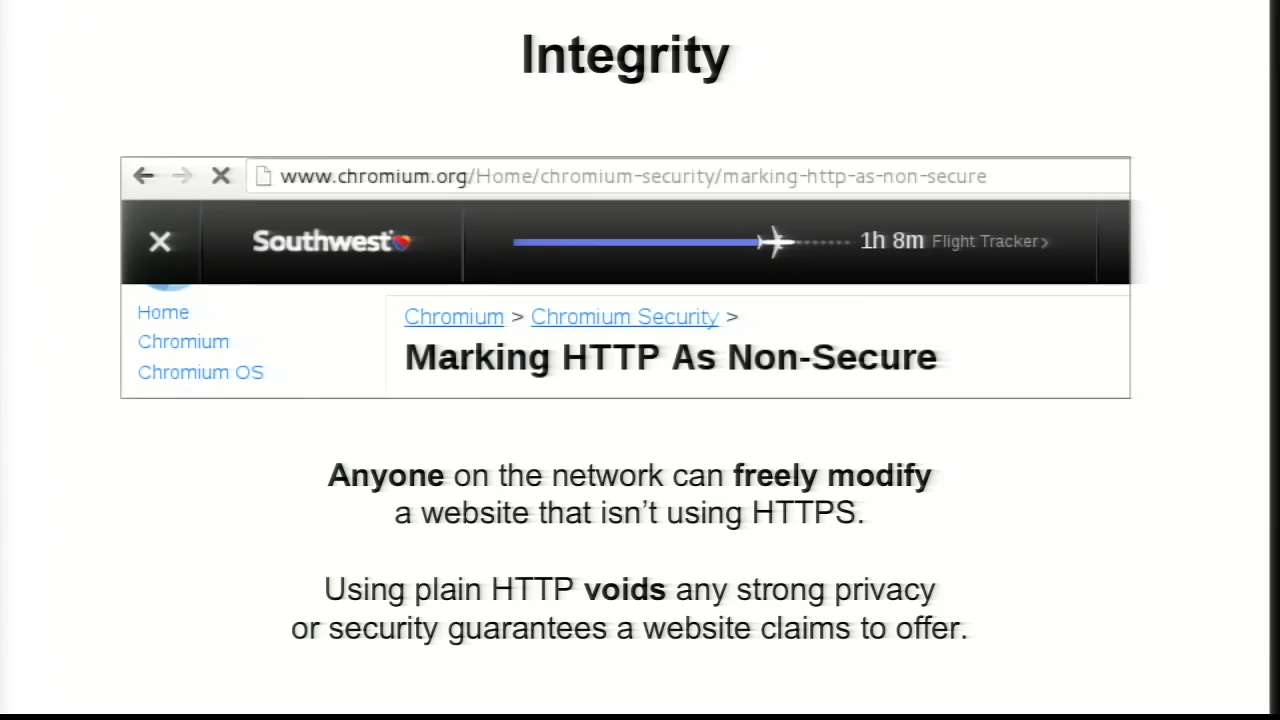 Integrity
www.chromium.org/Home/chromium-security/marking-http-as-non-secure
Southwest
1h 8m Flight Tracker
Home
Chromium
Chromium OS
Chromium > Chromium Security >
Marking HTTP As Non-Secure
Anyone on the network can freely modify
a website that isn't using HTTPS.
Using plain HTTP voids any strong privacy
or security guarantees a website claims to offer.